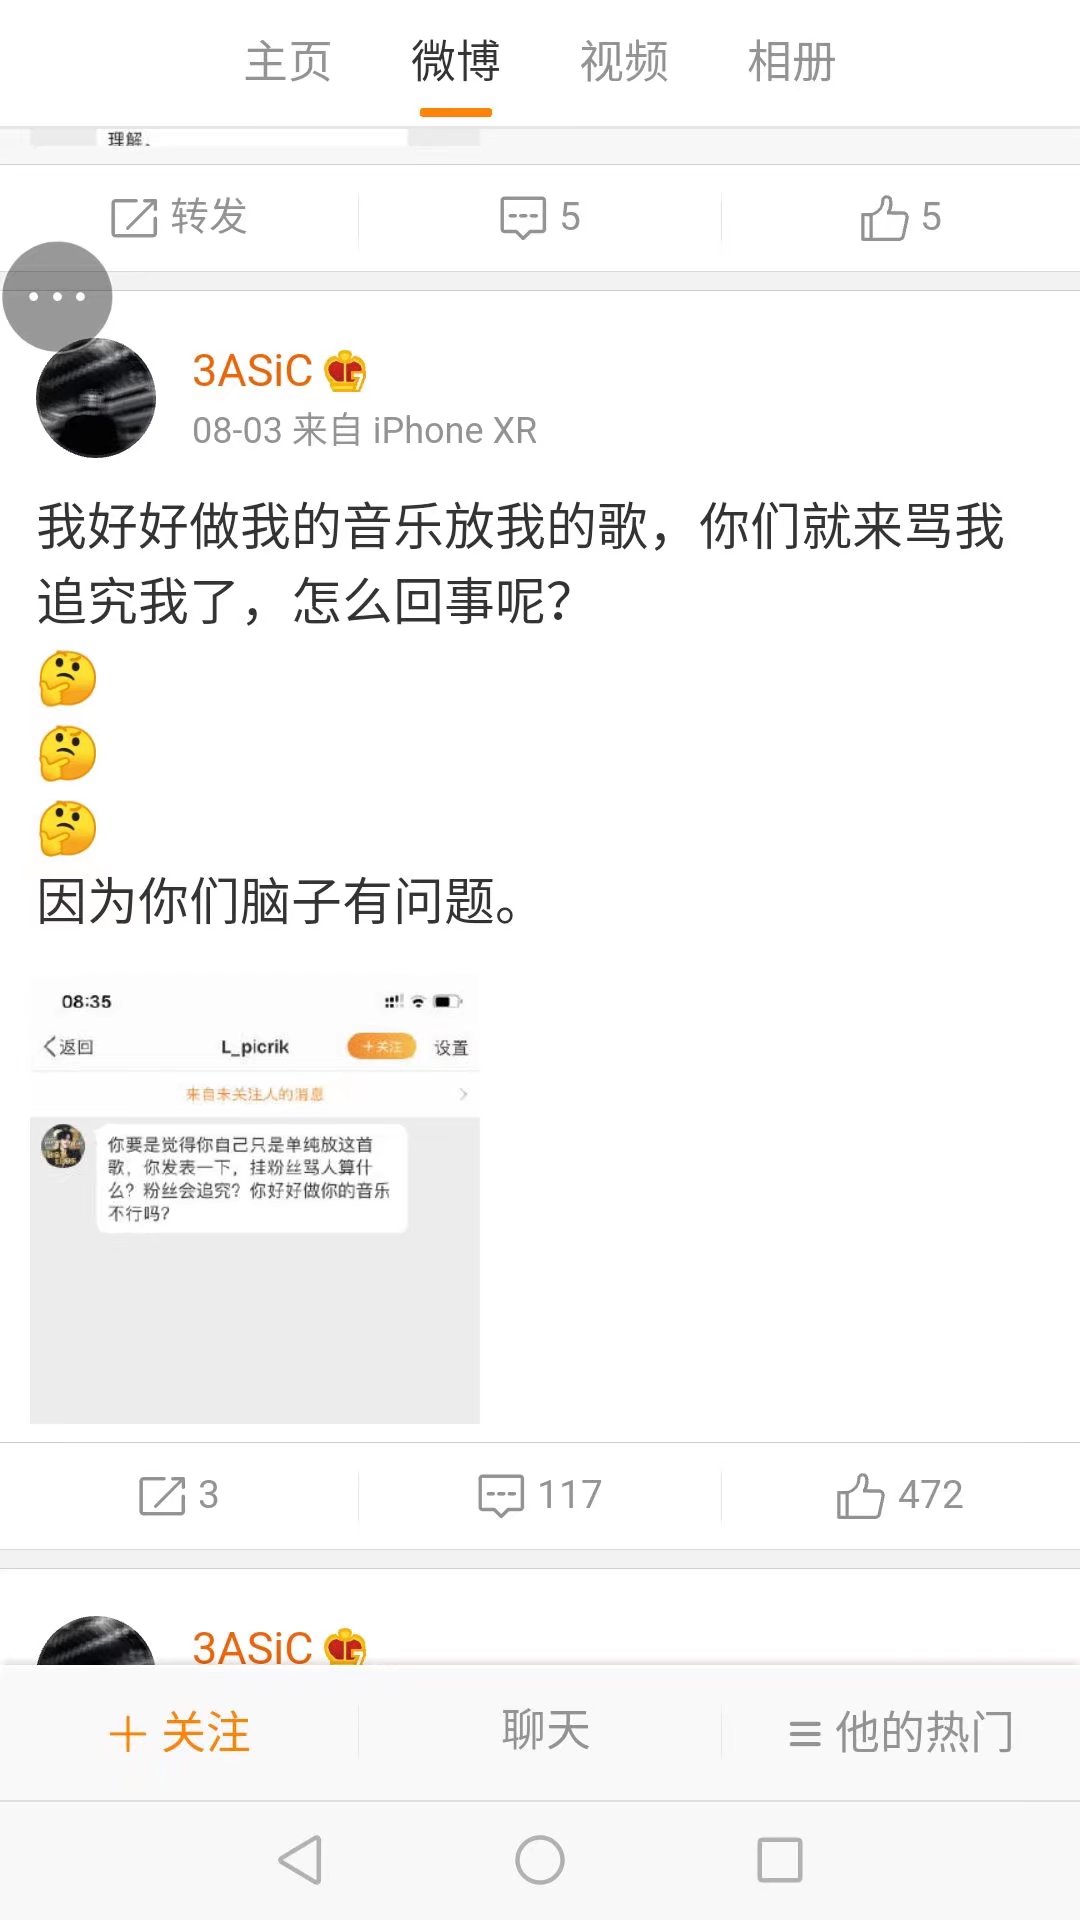 主页 微博 视频 相册
理解。
转发 5 5
3ASiC
08-03 来自 iPhone XR
我好好做我的音乐放我的歌，你们就来骂我
追究我了，怎么回事呢？
🤔
🤔
🤔
因为你们脑子有问题。
08:35
返回 L_picrik +关注 设置
来自未关注人的消息
你要是觉得你自己只是单纯放这首
歌，你发表一下，挂粉丝骂人算什
么？粉丝会追究？你好好做你的音乐
不行吗？
3 117 472
3ASiC
+ 关注 聊天 他的热门